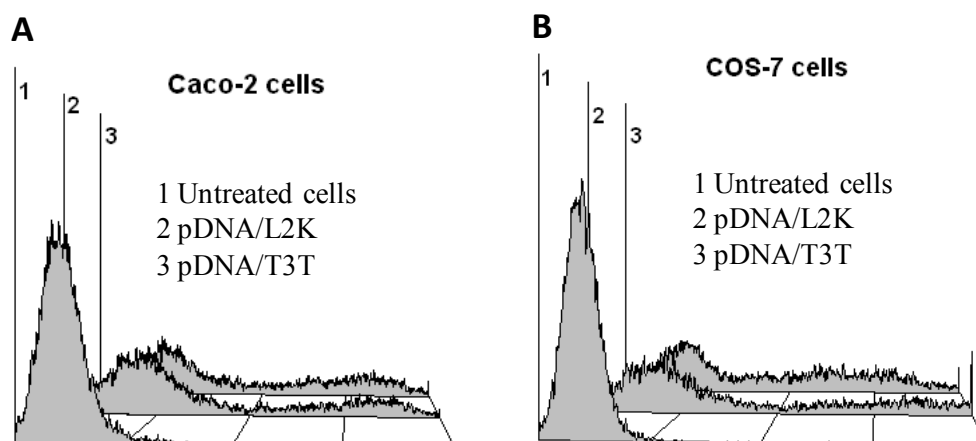 A
Caco-2 cells
1
2
3
1 Untreated cells
2 pDNA/L2K
3 pDNA/T3T
B
COS-7 cells
1
2
3
1 Untreated cells
2 pDNA/L2K
3 pDNA/T3T